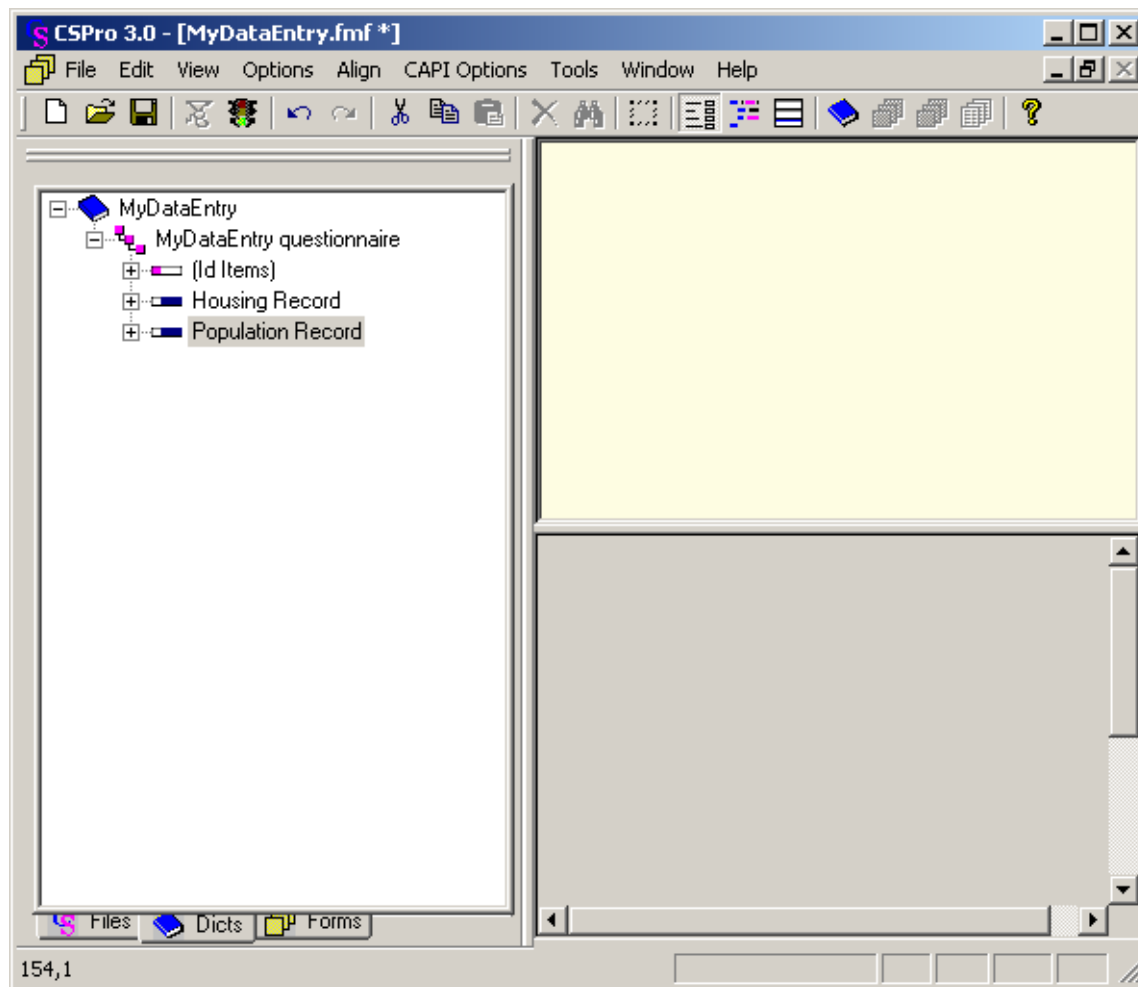 CSPro 3.0 - [MyDataEntry.fmf *]
File Edit View Options Align CAPI Options Tools Window Help
MyDataEntry
MyDataEntry questionnaire
(Id Items)
Housing Record
Population Record
Files Dicts Forms
154,1